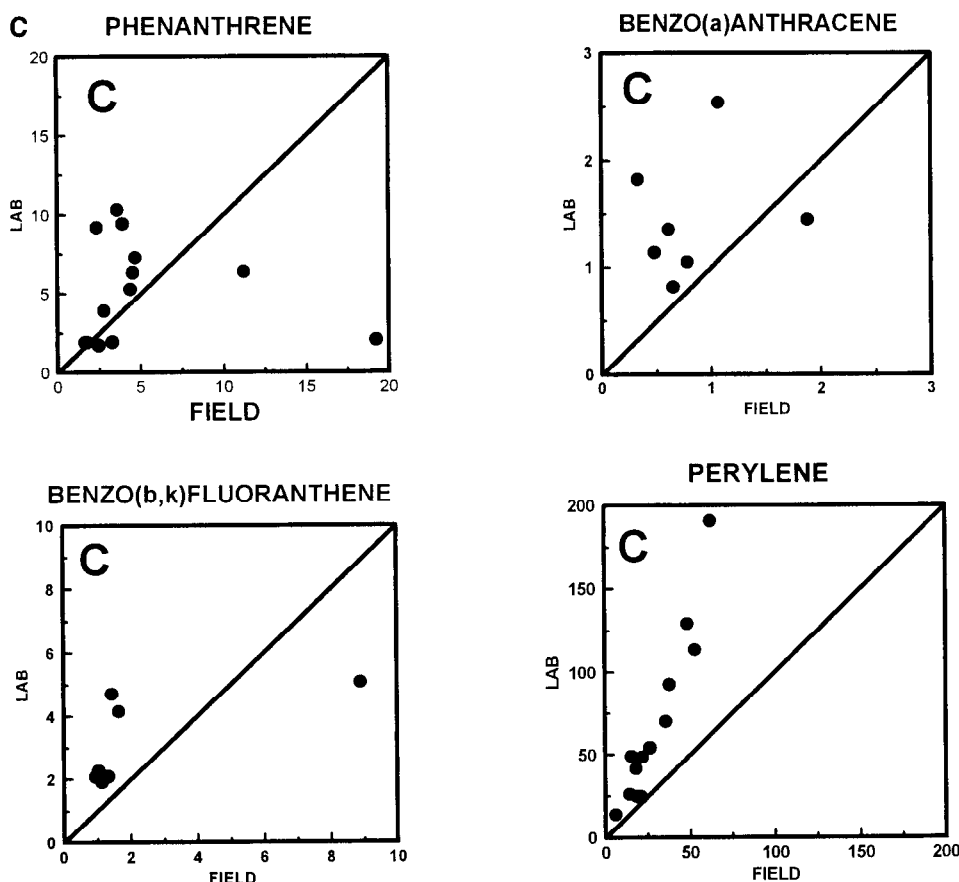 C PHENANTHRENE
20
15
10
5
0
LAB
C
0 5 10 15 20
FIELD
BENZO(a)ANTHRACENE
3
2
1
0
LAB
C
0 1 2 3
FIELD
BENZO(b,k)FLUORANTHENE
10
8
6
4
2
0
LAB
C
0 2 4 6 8 10
FIELD
PERYLENE
200
150
100
50
0
LAB
C
0 50 100 150 200
FIELD